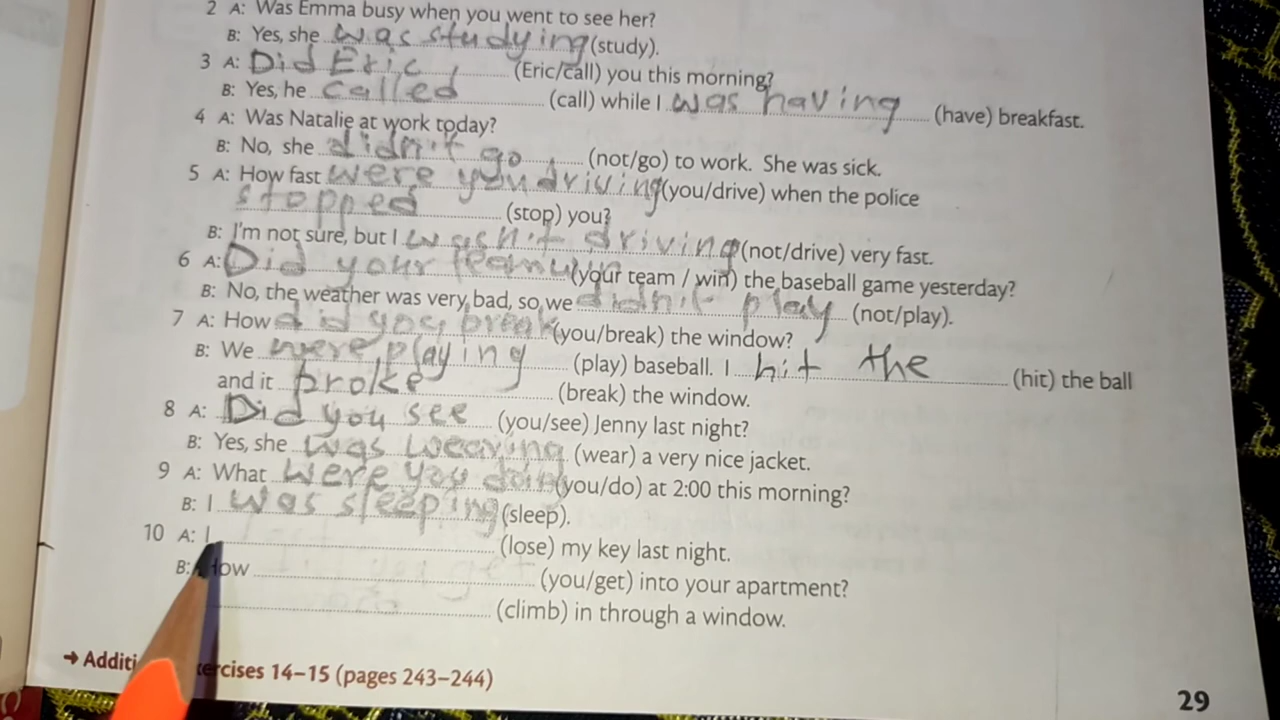 2 A: Was Emma busy when you went to see her?
B: Yes, she was studying (study).
3 A: Did Eric, (Eric/call) you this morning?
B: Yes, he called (call) while I was having (have) breakfast.
4 A: Was Natalie at work today?
B: No, she didn't go (not/go) to work. She was sick.
5 A: How fast were you driving (you/drive) when the police
stopped (stop) you?
B: I'm not sure, but I wasn't driving (not/drive) very fast.
6 A: Did your team win (your team / win) the baseball game yesterday?
B: No, the weather was very bad, so we didn't play (not/play).
7 A: How did you break (you/break) the window?
B: We were playing (play) baseball. I hit the (hit) the ball
and it broke (break) the window.
8 A: Did you see (you/see) Jenny last night?
B: Yes, she was wearing (wear) a very nice jacket.
9 A: What were you doing (you/do) at 2:00 this morning?
B: I was sleeping (sleep).
10 A: I (lose) my key last night.
B: How (you/get) into your apartment?
(climb) in through a window.
→ Additi ercises 14–15 (pages 243–244)
29